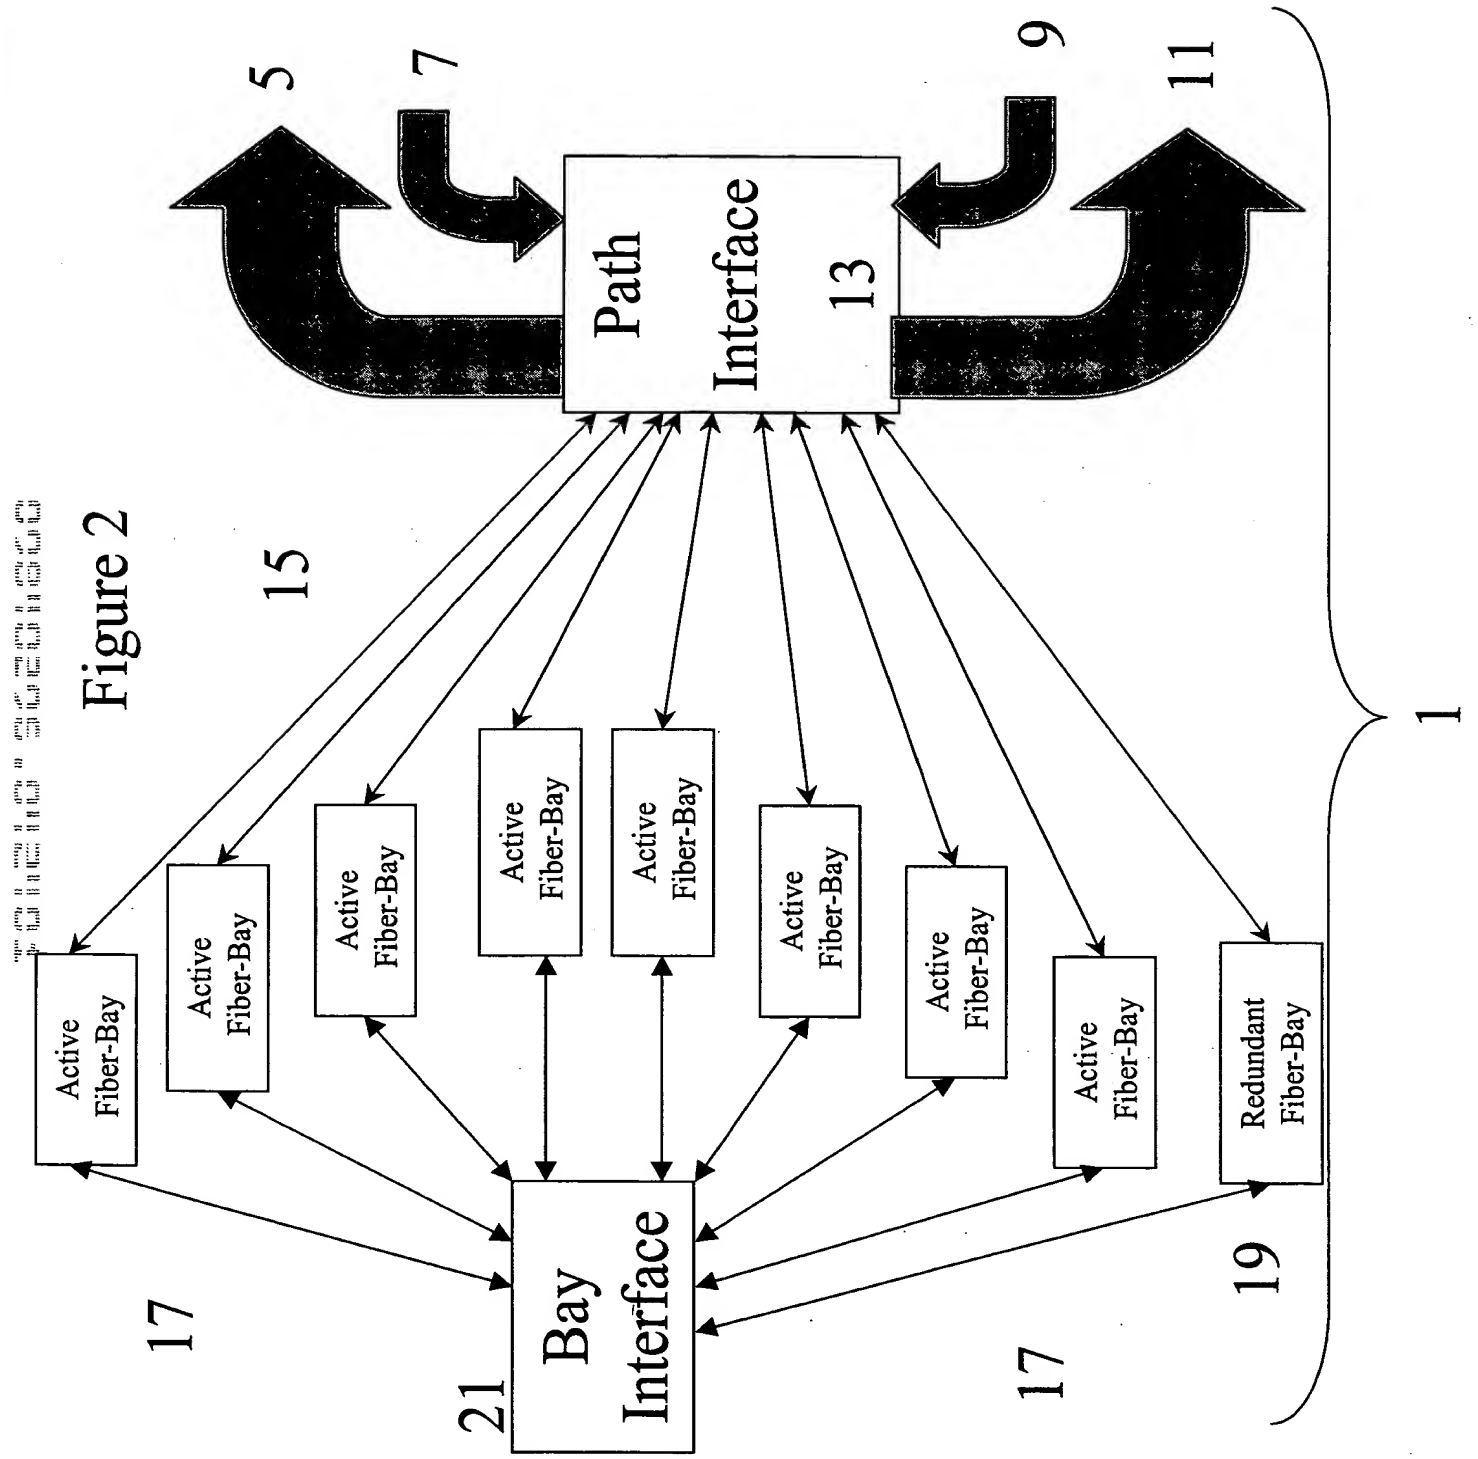 Figure 2
15
5
7
9
11
Path
Interface
13
Active
Fiber-Bay
Active
Fiber-Bay
Active
Fiber-Bay
Active
Fiber-Bay
Active
Fiber-Bay
Active
Fiber-Bay
Active
Fiber-Bay
Active
Fiber-Bay
Redundant
Fiber-Bay
17
21
Bay
Interface
17
19
1